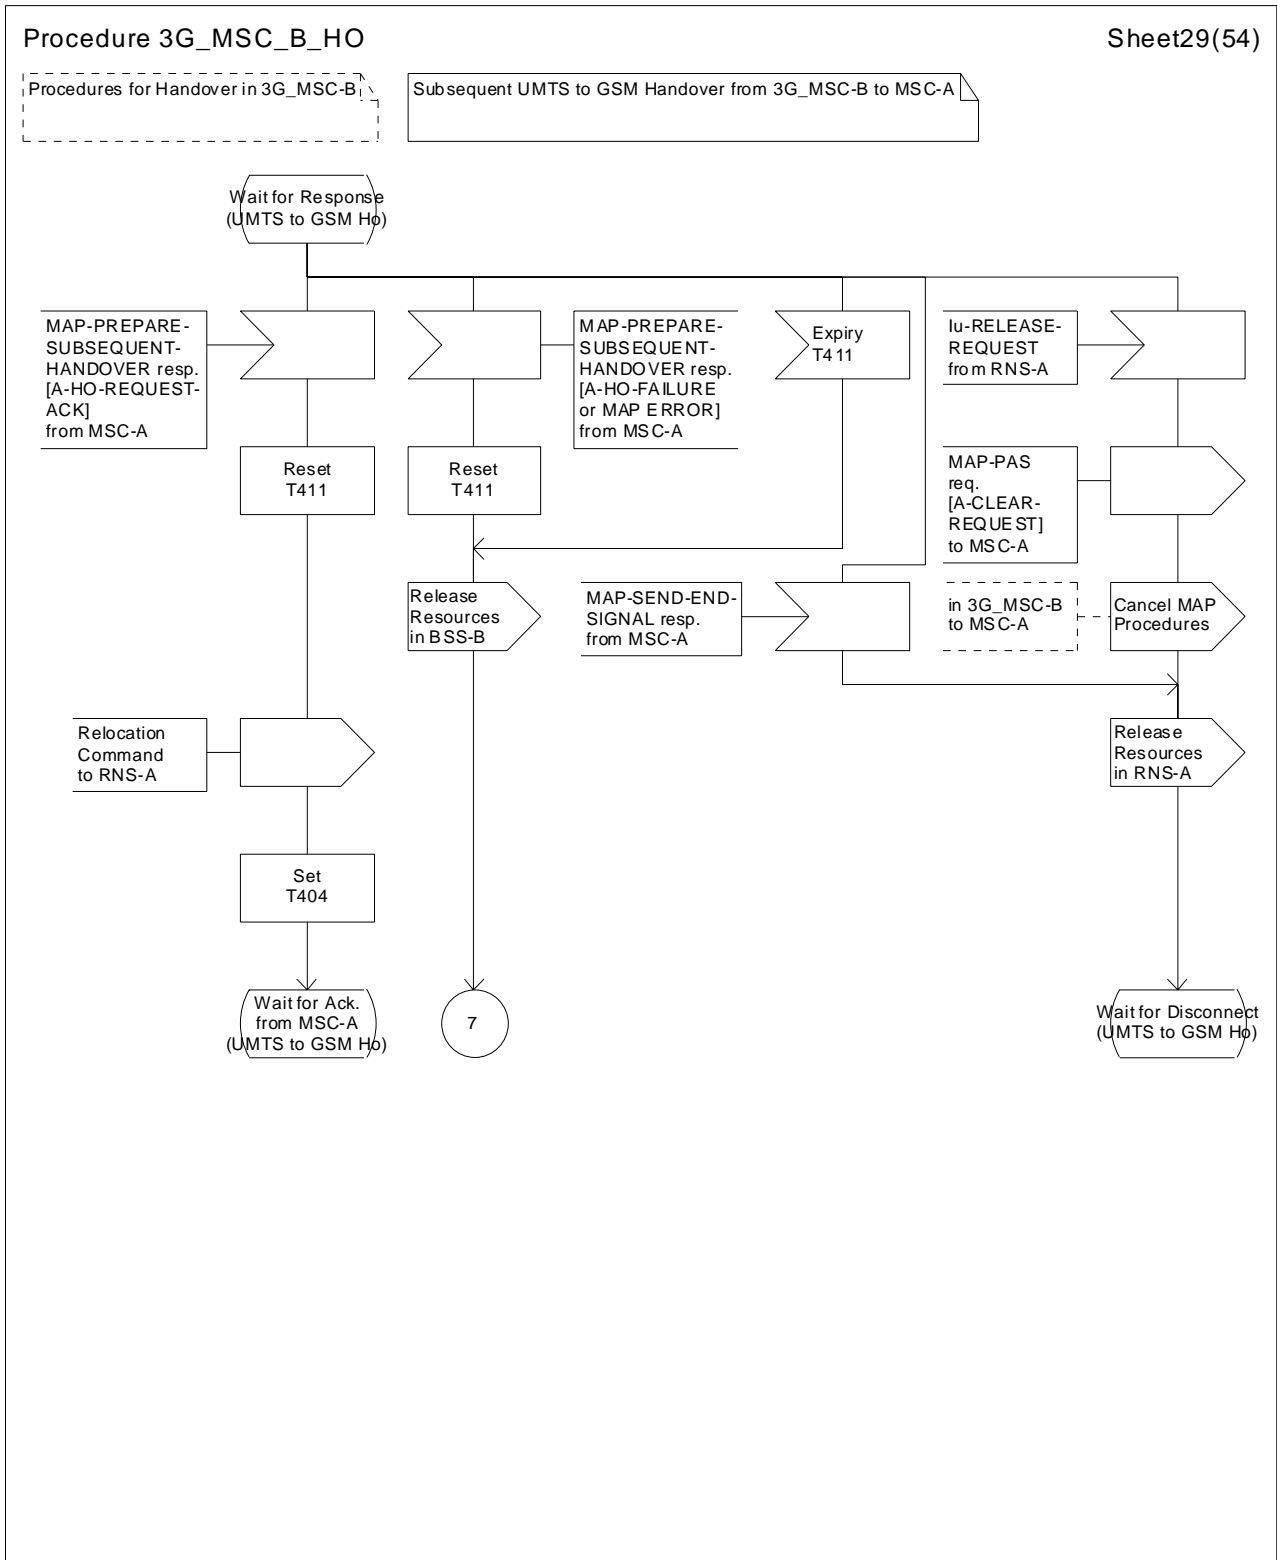 Procedure 3G_MSC_B_HO
Sheet29(54)
Procedures for Handover in 3G_MSC-B
Subsequent UMTS to GSM Handover from 3G_MSC-B to MSC-A
Wait for Response
(UMTS to GSM Ho)
MAP-PREPARE-
SUBSEQUENT-
HANDOVER resp.
[A-HO-REQUEST-
ACK]
from MSC-A
MAP-PREPARE-
SUBSEQUENT-
HANDOVER resp.
[A-HO-FAILURE
or MAP ERROR]
from MSC-A
Expiry
T411
Iu-RELEASE-
REQUEST
from RNS-A
Reset
T411
Reset
T411
MAP-PAS
req.
[A-CLEAR-
REQUEST]
to MSC-A
Release
Resources
in BSS-B
MAP-SEND-END-
SIGNAL resp.
from MSC-A
in 3G_MSC-B
to MSC-A
Cancel MAP
Procedures
Relocation
Command
to RNS-A
Release
Resources
in RNS-A
Set
T404
Wait for Ack.
from MSC-A
(UMTS to GSM Ho)
7
Wait for Disconnect
(UMTS to GSM Ho)